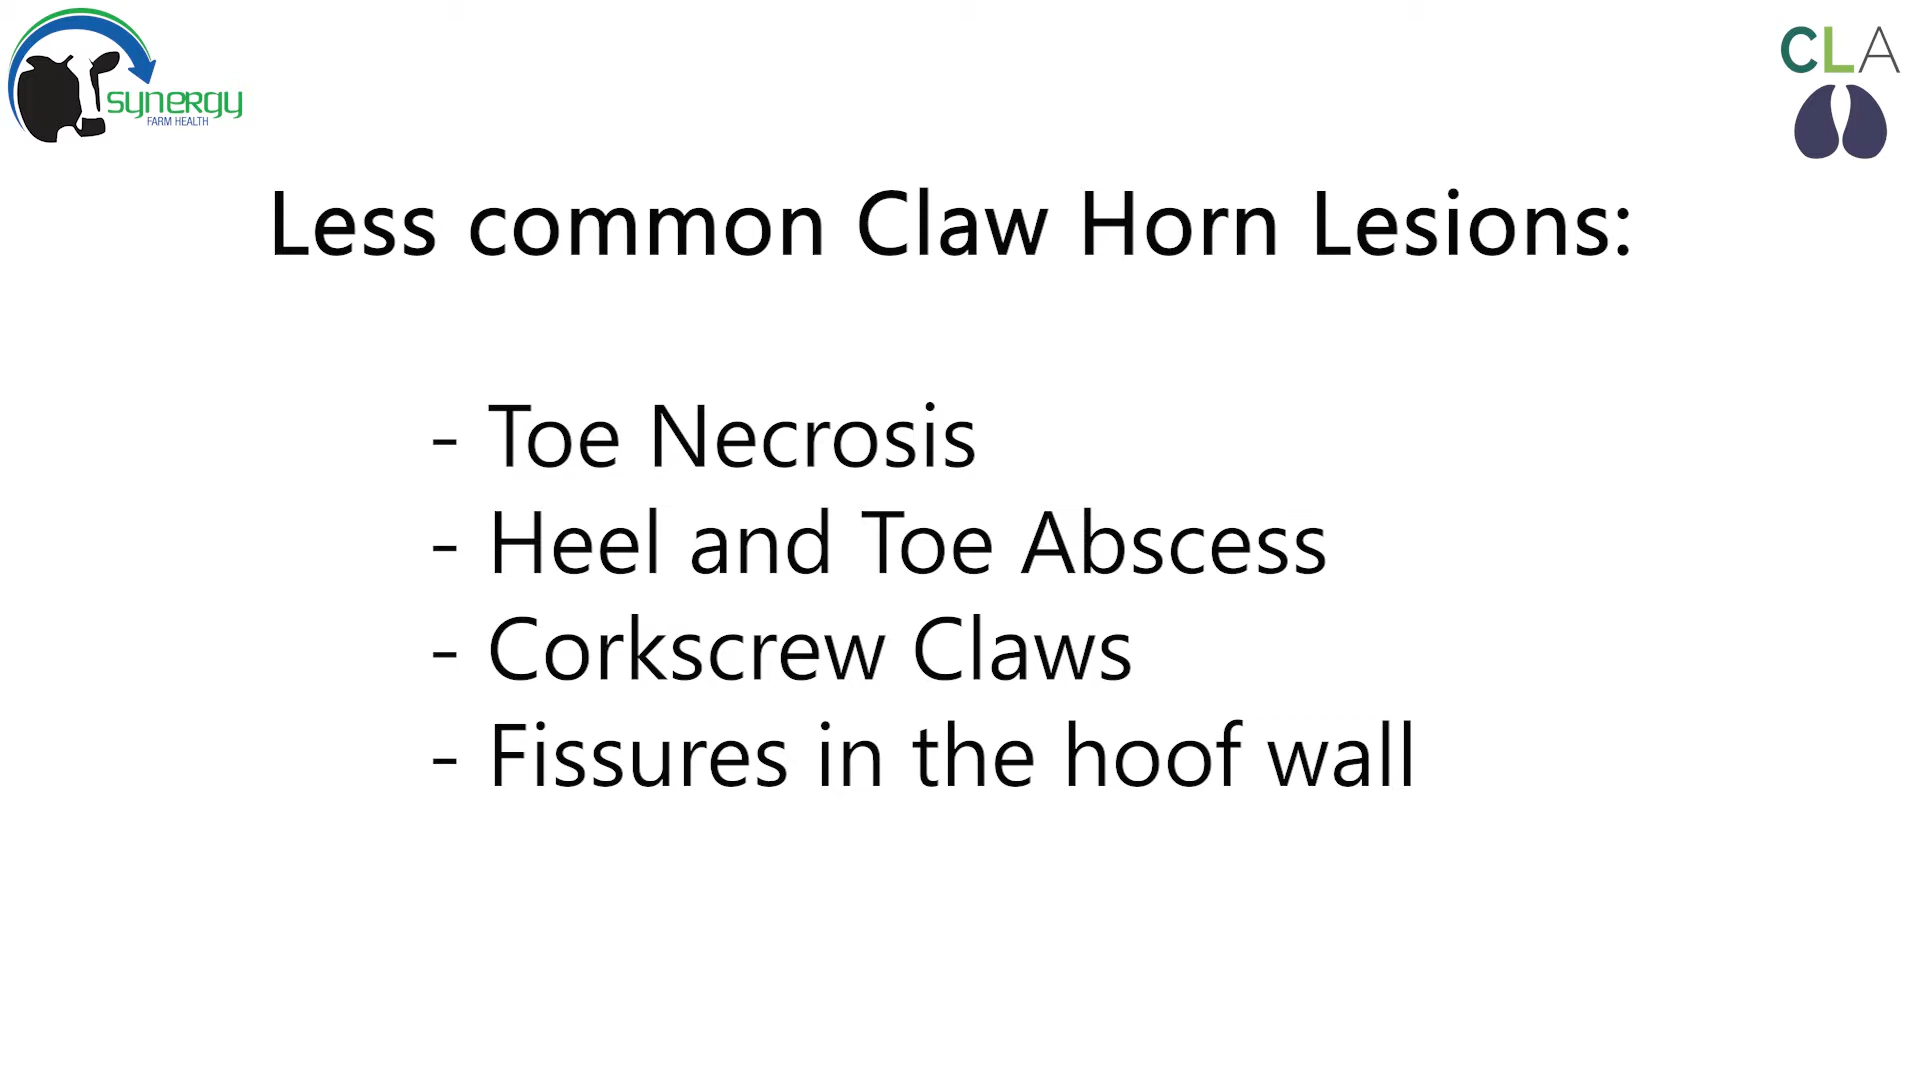 synergy
FARM HEALTH
CLA
Less common Claw Horn Lesions:
- Toe Necrosis
- Heel and Toe Abscess
- Corkscrew Claws
- Fissures in the hoof wall